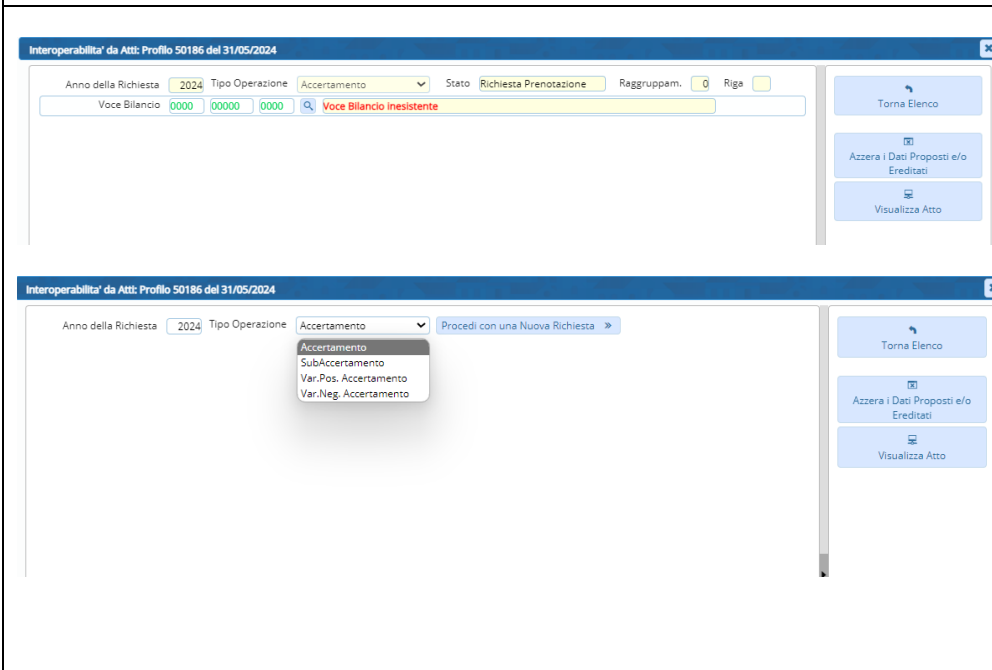 Interoperabilita' da Atti: Profilo 50186 del 31/05/2024
Anno della Richiesta 2024 Tipo Operazione Accertamento Stato Richiesta Prenotazione Raggruppam. 0 Riga
Voce Bilancio 0000 00000 0000 Voce Bilancio inesistente
Torna Elenco
Azzera i Dati Proposti e/o
Ereditati
Visualizza Atto
Interoperabilita' da Atti: Profilo 50186 del 31/05/2024
Anno della Richiesta 2024 Tipo Operazione Accertamento Procedi con una Nuova Richiesta »
Accertamento
SubAccertamento
Var.Pos. Accertamento
Var.Neg. Accertamento
Torna Elenco
Azzera i Dati Proposti e/o
Ereditati
Visualizza Atto